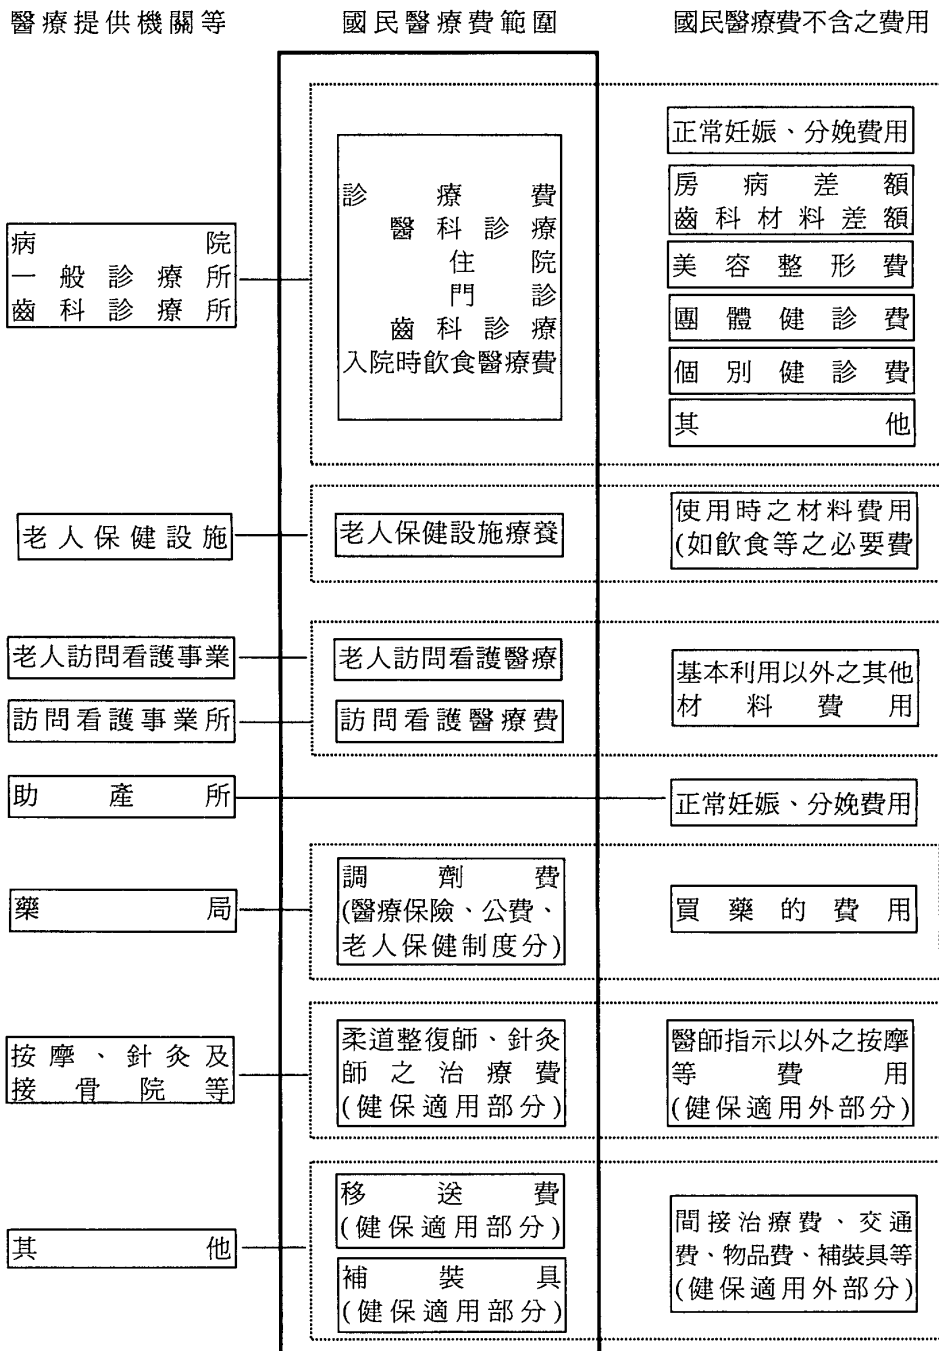 醫療提供機關等
國民醫療費範圍
國民醫療費不含之費用
病院
一般診療所
齒科診療所
診療費
醫科診療
住院
門診
齒科診療
入院時飲食醫療費
正常妊娠、分娩費用
房病差額
齒科材料差額
美容整形費
團體健診費
個別健診費
其他
老人保健設施
老人保健設施療養
使用時之材料費用
(如飲食等之必要費
老人訪問看護事業
老人訪問看護醫療
訪問看護事業所
訪問看護醫療費
基本利用以外之其他
材料費用
助產所
正常妊娠、分娩費用
藥局
調劑費
(醫療保險、公費、
老人保健制度分)
買藥的費用
按摩、針灸及
接骨院等
柔道整復師、針灸
師之治療費
(健保適用部分)
醫師指示以外之按摩
等費用
(健保適用外部分)
其他
移送費
(健保適用部分)
補裝具
(健保適用部分)
間接治療費、交通
費、物品費、補裝具等
(健保適用外部分)